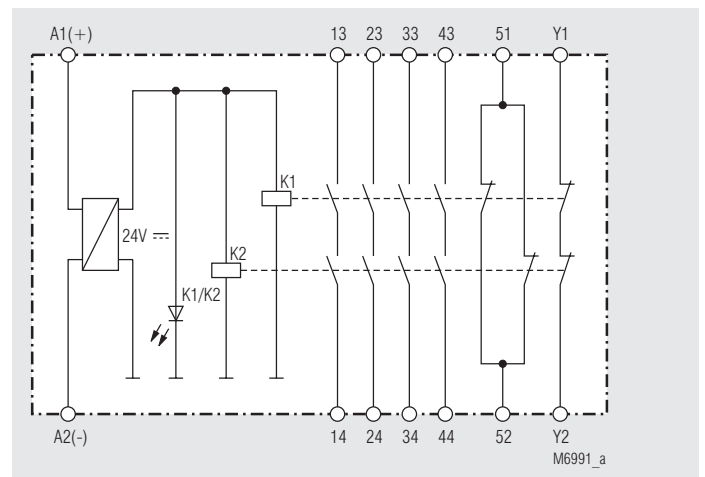 A1(+) 13 23 33 43 51 Y1
K1
24V
K2
K1/K2
A2(-) 14 24 34 44 52 Y2
M6991_a